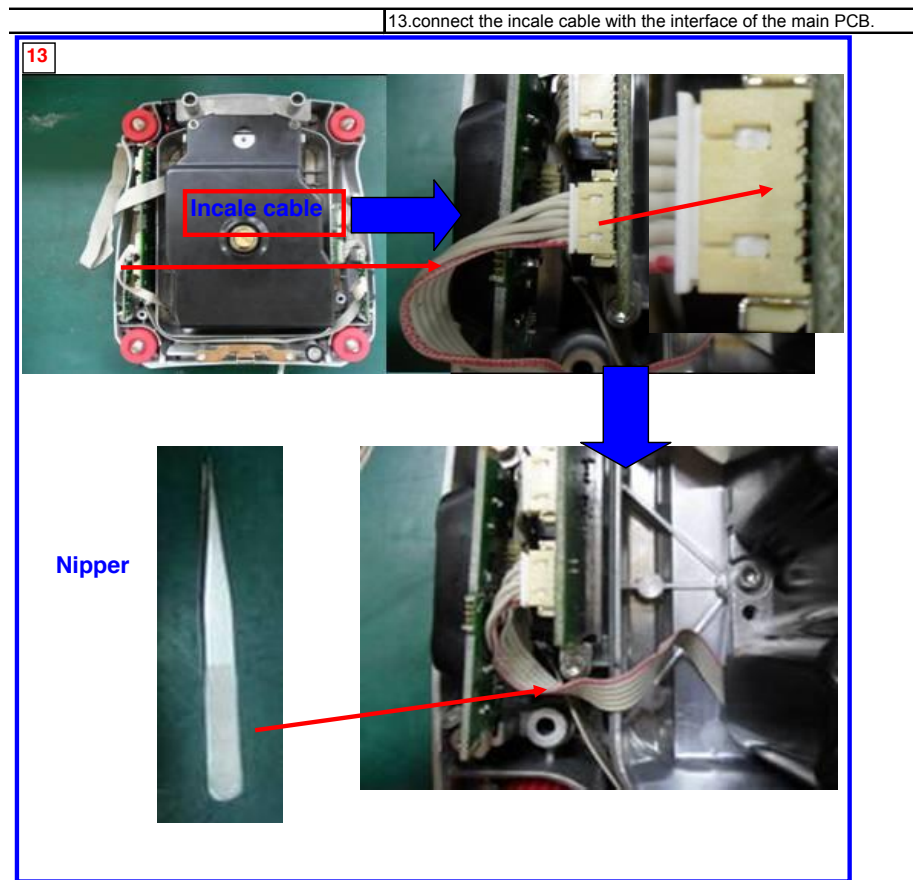 13.connect the incale cable with the interface of the main PCB.
13
Incale cable
Nipper